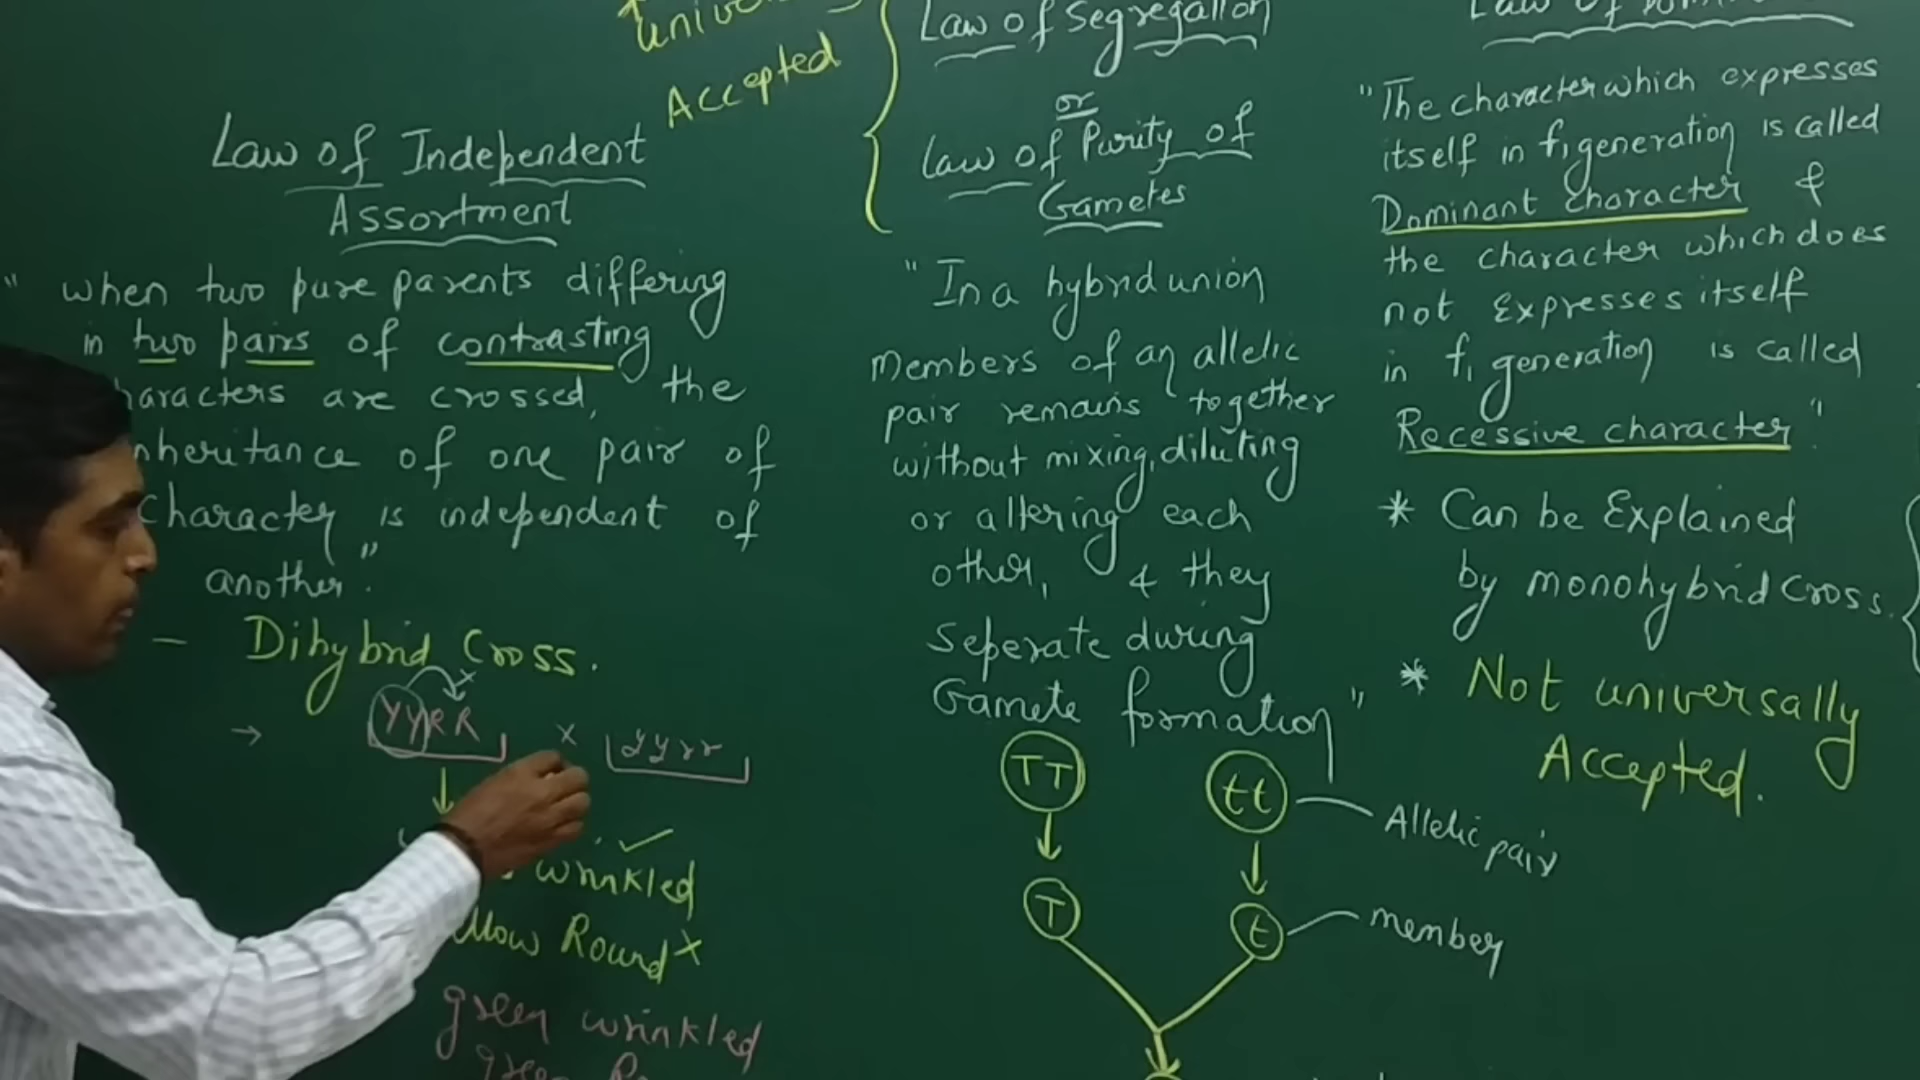 Accepted
Law of Independent
Assortment
" when two pure parents differing
in two pairs of contrasting
aracters are crossed, the
nheritance of one pair of
character is independent of
another."
- Dihybrid Cross.
→ YYRR × yyrr
wrinkled ✓
llow Round ×
green wrinkled
Law of Segregation
or
Law of Purity of
Gametes
" In a hybrid union
members of an allelic
pair remains together
without mixing, diluting
or altering each
other, & they
Seperate during
Gamete formation"
TT tt Allelic pair
T t member
Law of
"The character which expresses
itself in f1 generation is called
Dominant character &
the character which does
not Expresses itself
in f1 generation is called
Recessive character"
* Can be Explained
by monohybrid cross.
* Not universally
Accepted.